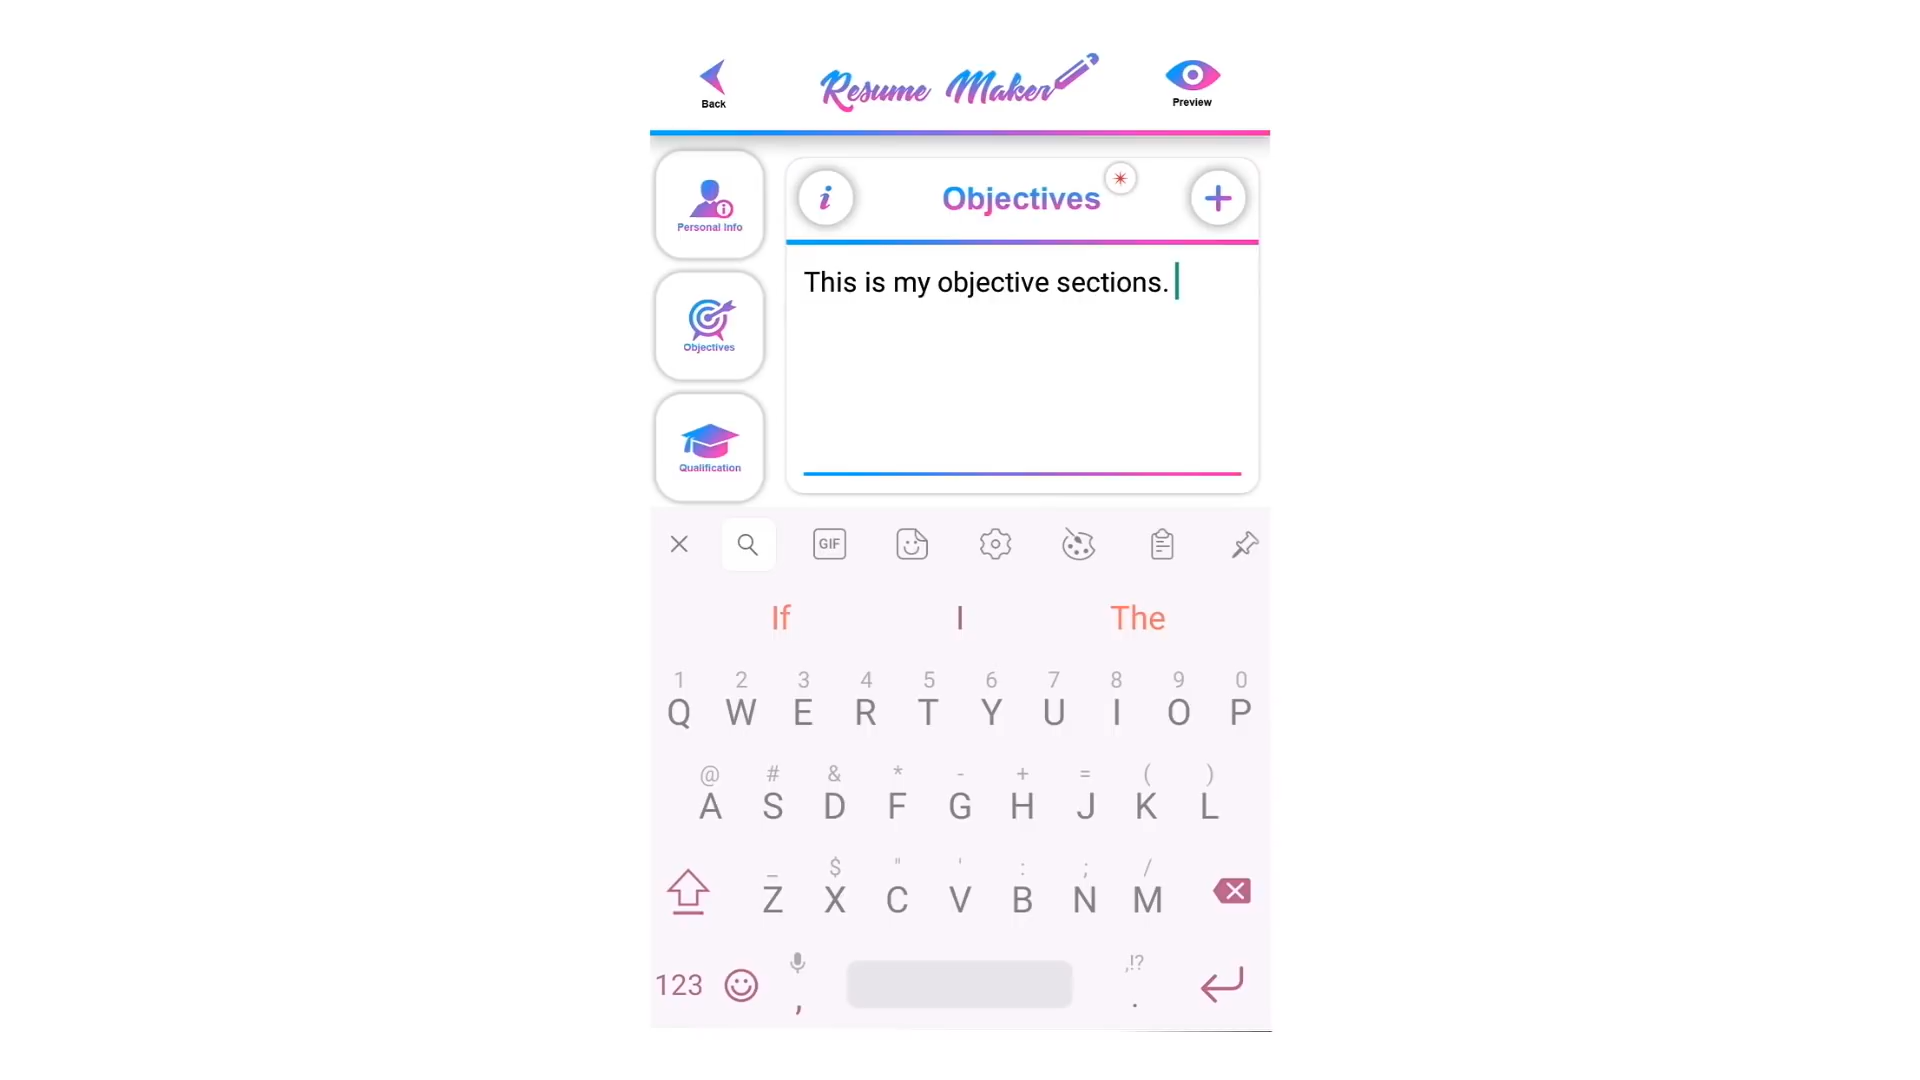 Back
Resume Maker
Preview
Personal Info
i
Objectives
*
+
This is my objective sections.
Objectives
Qualification
GIF
If
I
The
1 2 3 4 5 6 7 8 9 0
Q W E R T Y U I O P
@ # & * - + = ( )
A S D F G H J K L
_ $ " ' : ; /
Z X C V B N M
,!?
123 , .